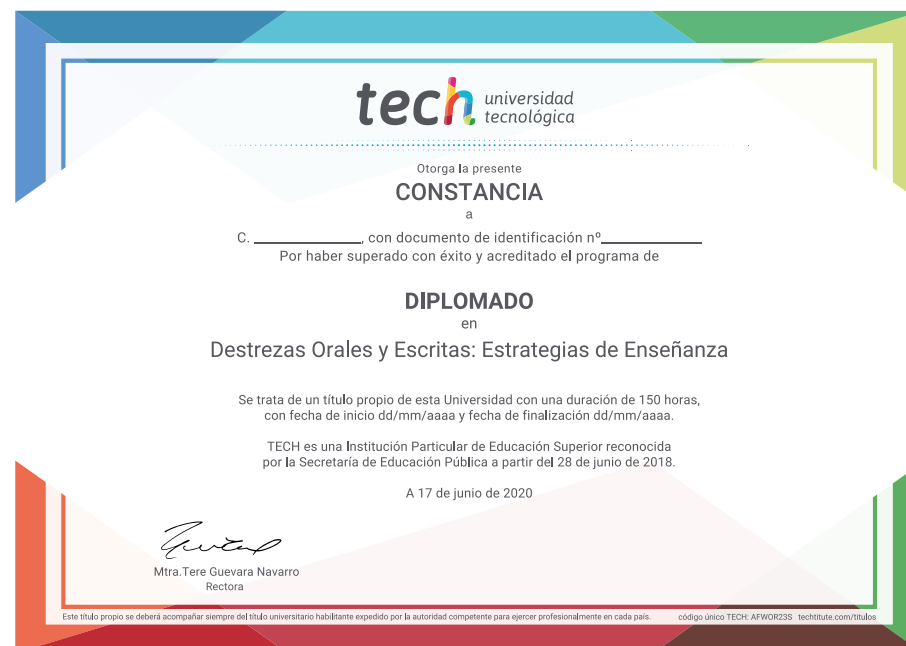 tech universidad
tecnológica
Otorga la presente
CONSTANCIA
a
C. ____________, con documento de identificación nº____________
Por haber superado con éxito y acreditado el programa de
DIPLOMADO
en
Destrezas Orales y Escritas: Estrategias de Enseñanza
Se trata de un título propio de esta Universidad con una duración de 150 horas,
con fecha de inicio dd/mm/aaaa y fecha de finalización dd/mm/aaaa.
TECH es una Institución Particular de Educación Superior reconocida
por la Secretaría de Educación Pública a partir del 28 de junio de 2018.
A 17 de junio de 2020
Mtra.Tere Guevara Navarro
Rectora
Este título propio se deberá acompañar siempre del título universitario habilitante expedido por la autoridad competente para ejercer profesionalmente en cada país. código único TECH: AFWOR23S techtitute.com/titulos